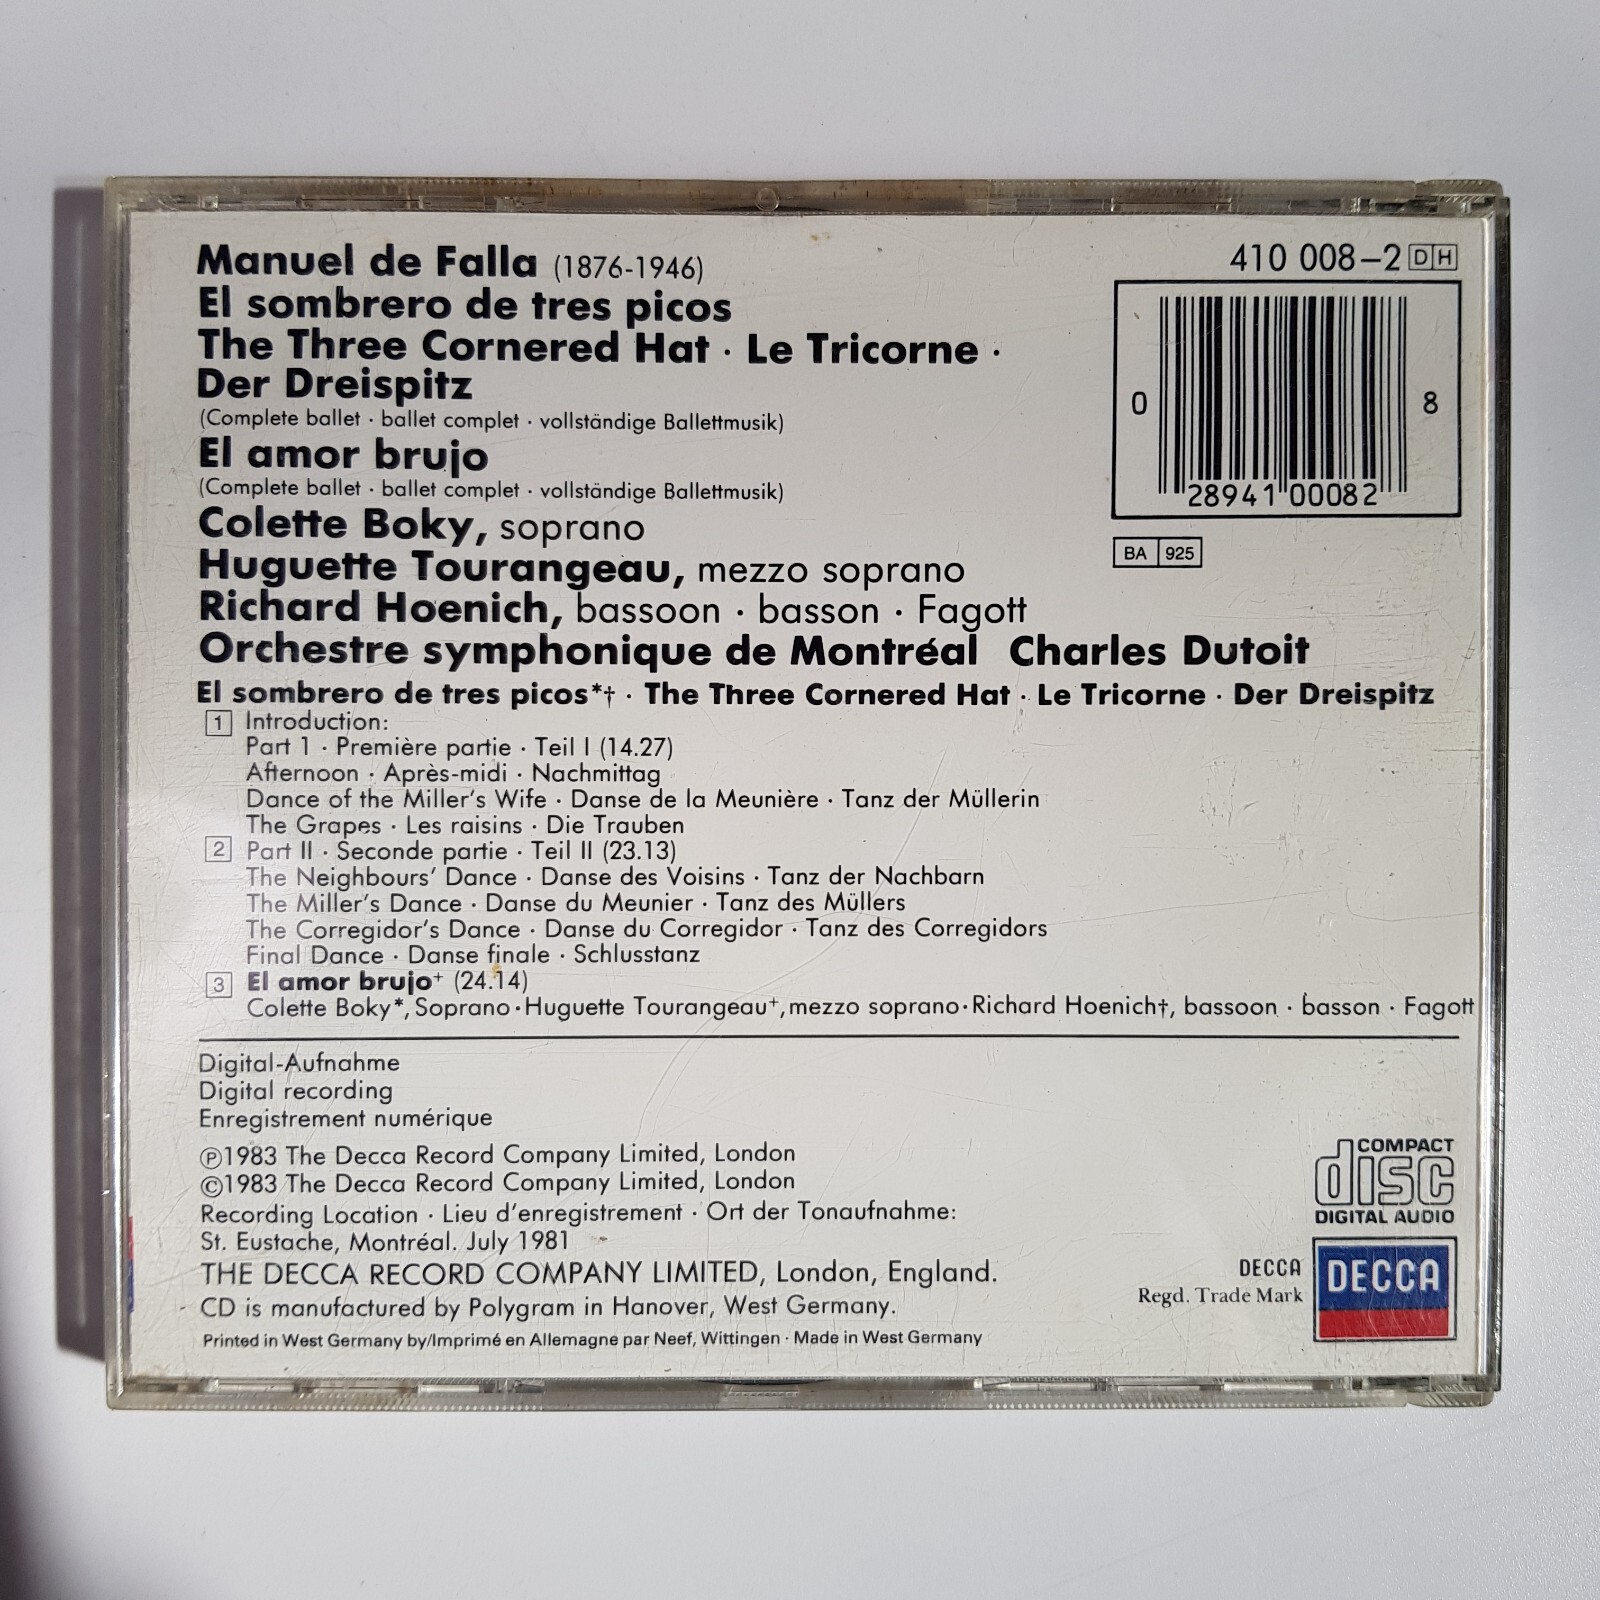 Manuel de Falla (1876-1946)
El sombrero de tres picos
The Three Cornered Hat · Le Tricorne ·
Der Dreispitz
(Complete ballet · ballet complet · vollständige Ballettmusik)
El amor brujo
(Complete ballet · ballet complet · vollständige Ballettmusik)
Colette Boky, soprano
Huguette Tourangeau, mezzo soprano
Richard Hoenich, bassoon · basson · Fagott
Orchestre symphonique de Montréal Charles Dutoit
410 008-2 DH
0 28941 00082 8
BA 925
El sombrero de tres picos*† · The Three Cornered Hat · Le Tricorne · Der Dreispitz
1 Introduction:
Part 1 · Première partie · Teil I (14.27)
Afternoon · Après-midi · Nachmittag
Dance of the Miller's Wife · Danse de la Meunière · Tanz der Müllerin
The Grapes · Les raisins · Die Trauben
2 Part II · Seconde partie · Teil II (23.13)
The Neighbours' Dance · Danse des Voisins · Tanz der Nachbarn
The Miller's Dance · Danse du Meunier · Tanz des Müllers
The Corregidor's Dance · Danse du Corregidor · Tanz des Corregidors
Final Dance · Danse finale · Schlusstanz
3 El amor brujo+ (24.14)
Colette Boky*, Soprano · Huguette Tourangeau+, mezzo soprano · Richard Hoenich†, bassoon · basson · Fagott
Digital-Aufnahme
Digital recording
Enregistrement numérique
℗1983 The Decca Record Company Limited, London
©1983 The Decca Record Company Limited, London
Recording Location · Lieu d'enregistrement · Ort der Tonaufnahme:
St. Eustache, Montréal. July 1981
THE DECCA RECORD COMPANY LIMITED, London, England.
CD is manufactured by Polygram in Hanover, West Germany.
Printed in West Germany by/Imprimé en Allemagne par Neef, Wittingen · Made in West Germany
COMPACT
disc
DIGITAL AUDIO
DECCA
Regd. Trade Mark
DECCA